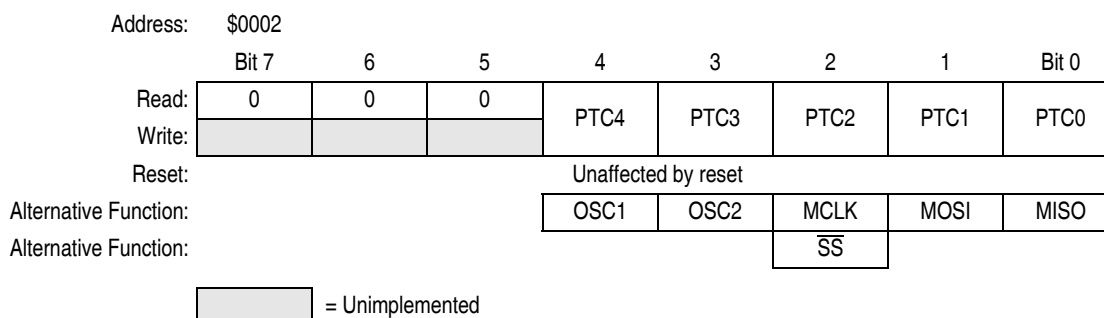 Address: $0002
Bit 7 6 5 4 3 2 1 Bit 0
Read: 0 0 0 PTC4 PTC3 PTC2 PTC1 PTC0
Write:
Reset: Unaffected by reset
Alternative Function: OSC1 OSC2 MCLK MOSI MISO
Alternative Function: S̅S̅
= Unimplemented